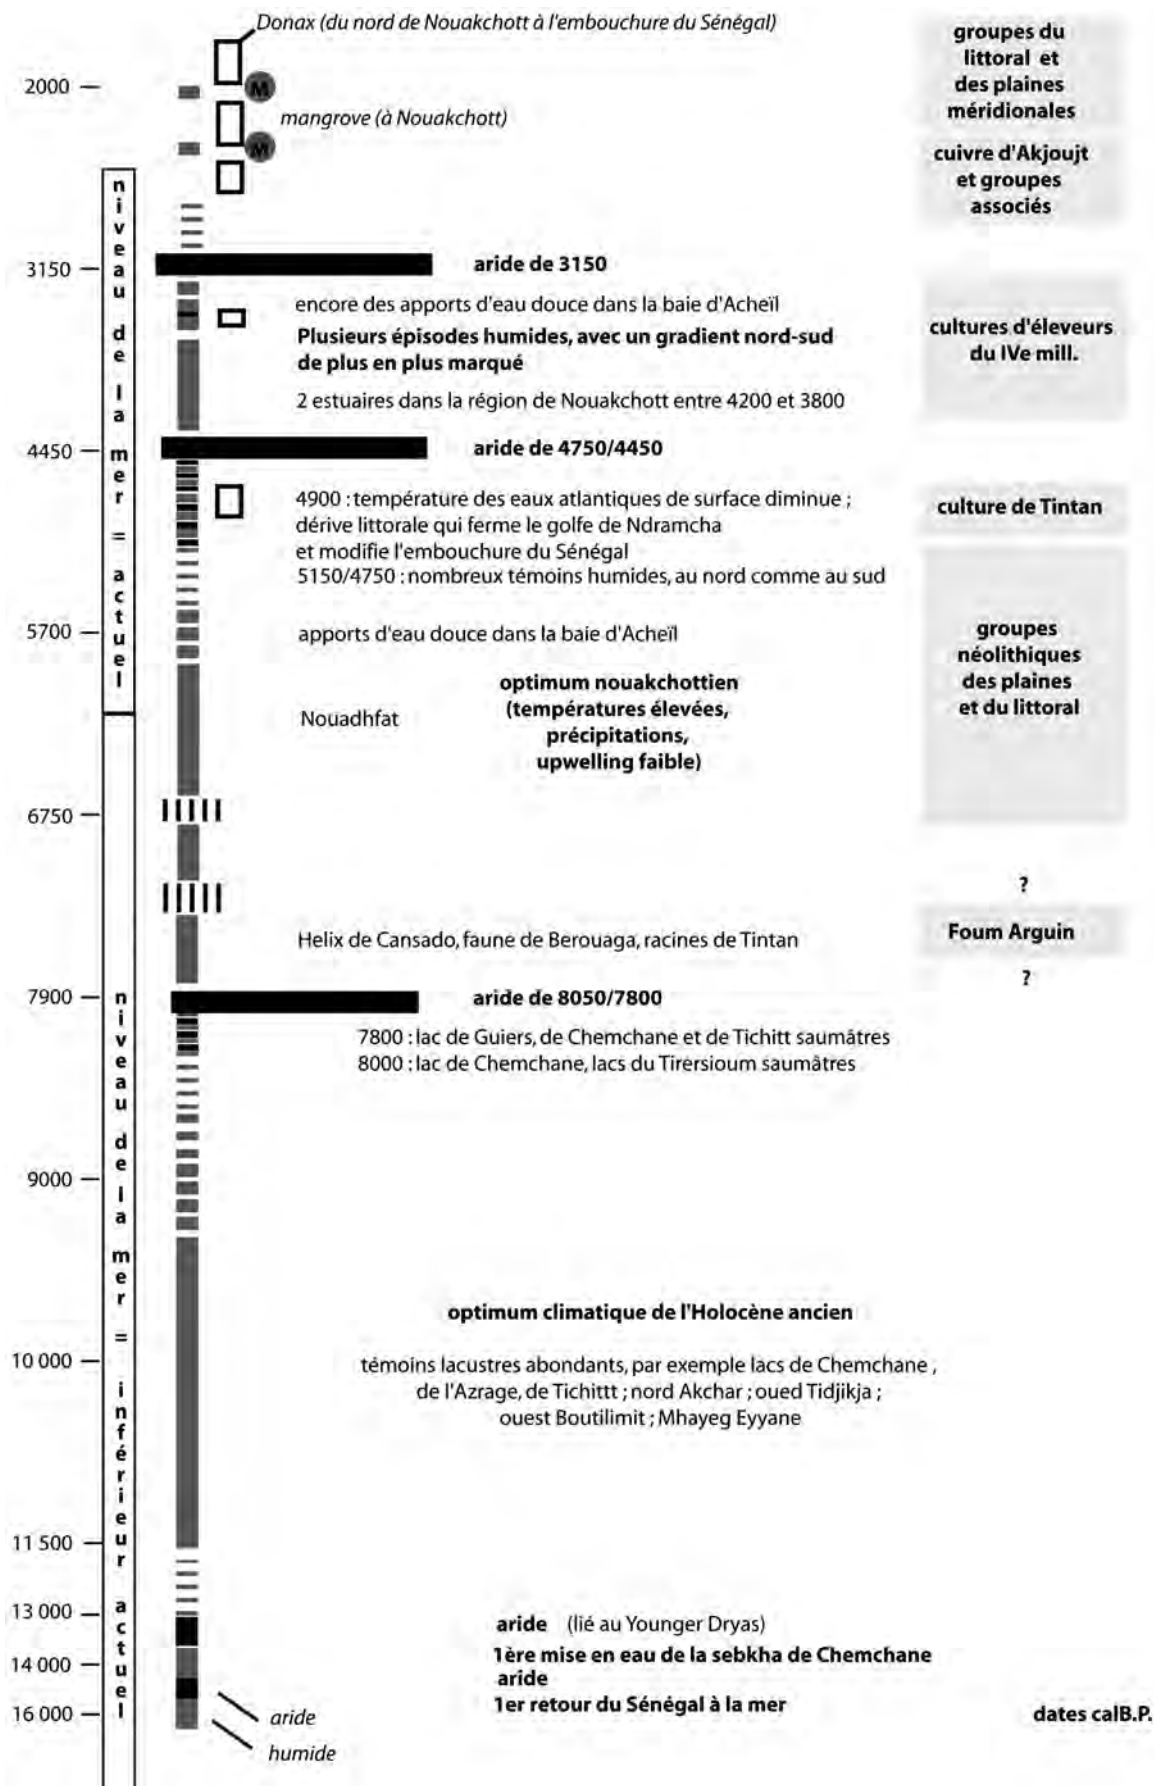 Donax (du nord de Nouakchott à l'embouchure du Sénégal)
groupes du
littoral et
des plaines
méridionales
2000
M
mangrove (à Nouakchott)
M
cuivre d'Akjoujt
et groupes
associés
niveau de la mer = actuel
3150
aride de 3150
encore des apports d'eau douce dans la baie d'Acheïl
Plusieurs épisodes humides, avec un gradient nord-sud
de plus en plus marqué
2 estuaires dans la région de Nouakchott entre 4200 et 3800
cultures d'éleveurs
du IVe mill.
4450
aride de 4750/4450
4900 : température des eaux atlantiques de surface diminue ;
dérive littorale qui ferme le golfe de Ndramcha
et modifie l'embouchure du Sénégal
5150/4750 : nombreux témoins humides, au nord comme au sud
culture de Tintan
5700
apports d'eau douce dans la baie d'Acheïl
groupes
néolithiques
des plaines
et du littoral
optimum nouakchottien
(températures élevées,
précipitations,
upwelling faible)
Nouadhfat
6750
?
Helix de Cansado, faune de Berouaga, racines de Tintan
Foum Arguin
?
7900
niveau de la mer = inférieur actuel
aride de 8050/7800
7800 : lac de Guiers, de Chemchane et de Tichitt saumâtres
8000 : lac de Chemchane, lacs du Tirersioum saumâtres
9000
optimum climatique de l'Holocène ancien
10 000
témoins lacustres abondants, par exemple lacs de Chemchane ,
de l'Azrage, de Tichittt ; nord Akchar ; oued Tidjikja ;
ouest Boutilimit ; Mhayeg Eyyane
11 500
13 000
aride (lié au Younger Dryas)
1ère mise en eau de la sebkha de Chemchane
14 000
aride
1er retour du Sénégal à la mer
16 000
aride
humide
dates calB.P.